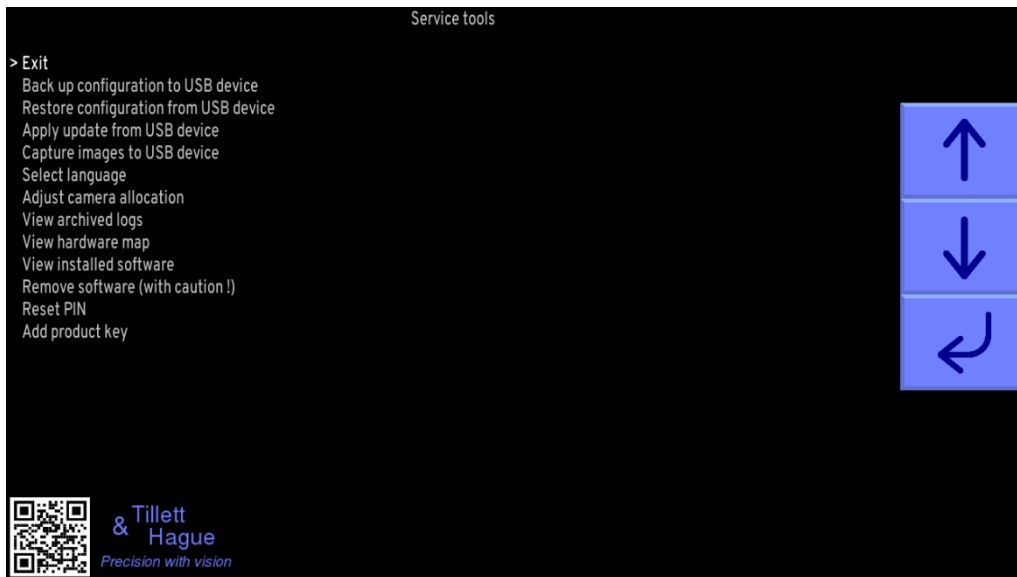 Service tools
> Exit
Back up configuration to USB device
Restore configuration from USB device
Apply update from USB device
Capture images to USB device
Select language
Adjust camera allocation
View archived logs
View hardware map
View installed software
Remove software (with caution !)
Reset PIN
Add product key
& Tillett
Hague
Precision with vision